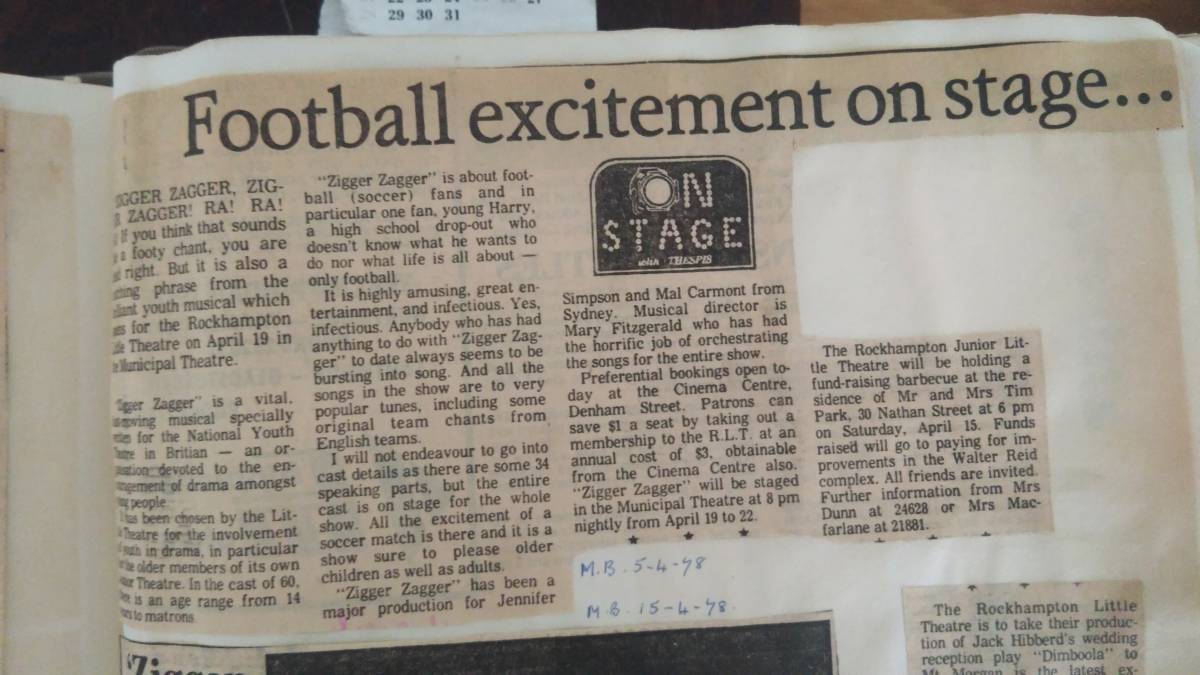 29 30 31
Football excitement on stage...
ZIGGER ZAGGER, ZIG-
ZAGGER! RA! RA!
If you think that sounds
a footy chant, you are
right. But it is also a
phrase from the
youth musical which
for the Rockhampton
Theatre on April 19 in
Municipal Theatre.
"Zigger Zagger" is a vital,
musical specially
for the National Youth
in Britian — an or-
devoted to the en-
of drama amongst
people.
has been chosen by the Lit-
Theatre for the involvement
in drama, in particular
older members of its own
Theatre. In the cast of 60,
is an age range from 14
to matrons.
"Zigger Zagger" is about foot-
ball (soccer) fans and in
particular one fan, young Harry,
a high school drop-out who
doesn't know what he wants to
do nor what life is all about —
only football.
It is highly amusing, great en-
tertainment, and infectious. Yes,
infectious. Anybody who has had
anything to do with "Zigger Zag-
ger" to date always seems to be
bursting into song. And all the
songs in the show are to very
popular tunes, including some
original team chants from
English teams.
I will not endeavour to go into
cast details as there are some 34
speaking parts, but the entire
cast is on stage for the whole
show. All the excitement of a
soccer match is there and it is a
show sure to please older
children as well as adults.
"Zigger Zagger" has been a
major production for Jennifer
ON
STAGE
with THESPIS
Simpson and Mal Carmont from
Sydney. Musical director is
Mary Fitzgerald who has had
the horrific job of orchestrating
the songs for the entire show.
Preferential bookings open to-
day at the Cinema Centre,
Denham Street. Patrons can
save $1 a seat by taking out a
membership to the R.L.T. at an
annual cost of $3, obtainable
from the Cinema Centre also.
"Zigger Zagger" will be staged
in the Municipal Theatre at 8 pm
nightly from April 19 to 22.
M.B. 5-4-78
M.B. 15-4-78.
The Rockhampton Junior Lit-
tle Theatre will be holding a
fund-raising barbecue at the re-
sidence of Mr and Mrs Tim
Park, 30 Nathan Street at 6 pm
on Saturday, April 15. Funds
raised will go to paying for im-
provements in the Walter Reid
complex. All friends are invited.
Further information from Mrs
Dunn at 24628 or Mrs Mac-
farlane at 21881.
The Rockhampton Little
Theatre is to take their produc-
tion of Jack Hibberd's wedding
reception play "Dimboola" to
Mt Morgan is the latest ex-
'Zigger